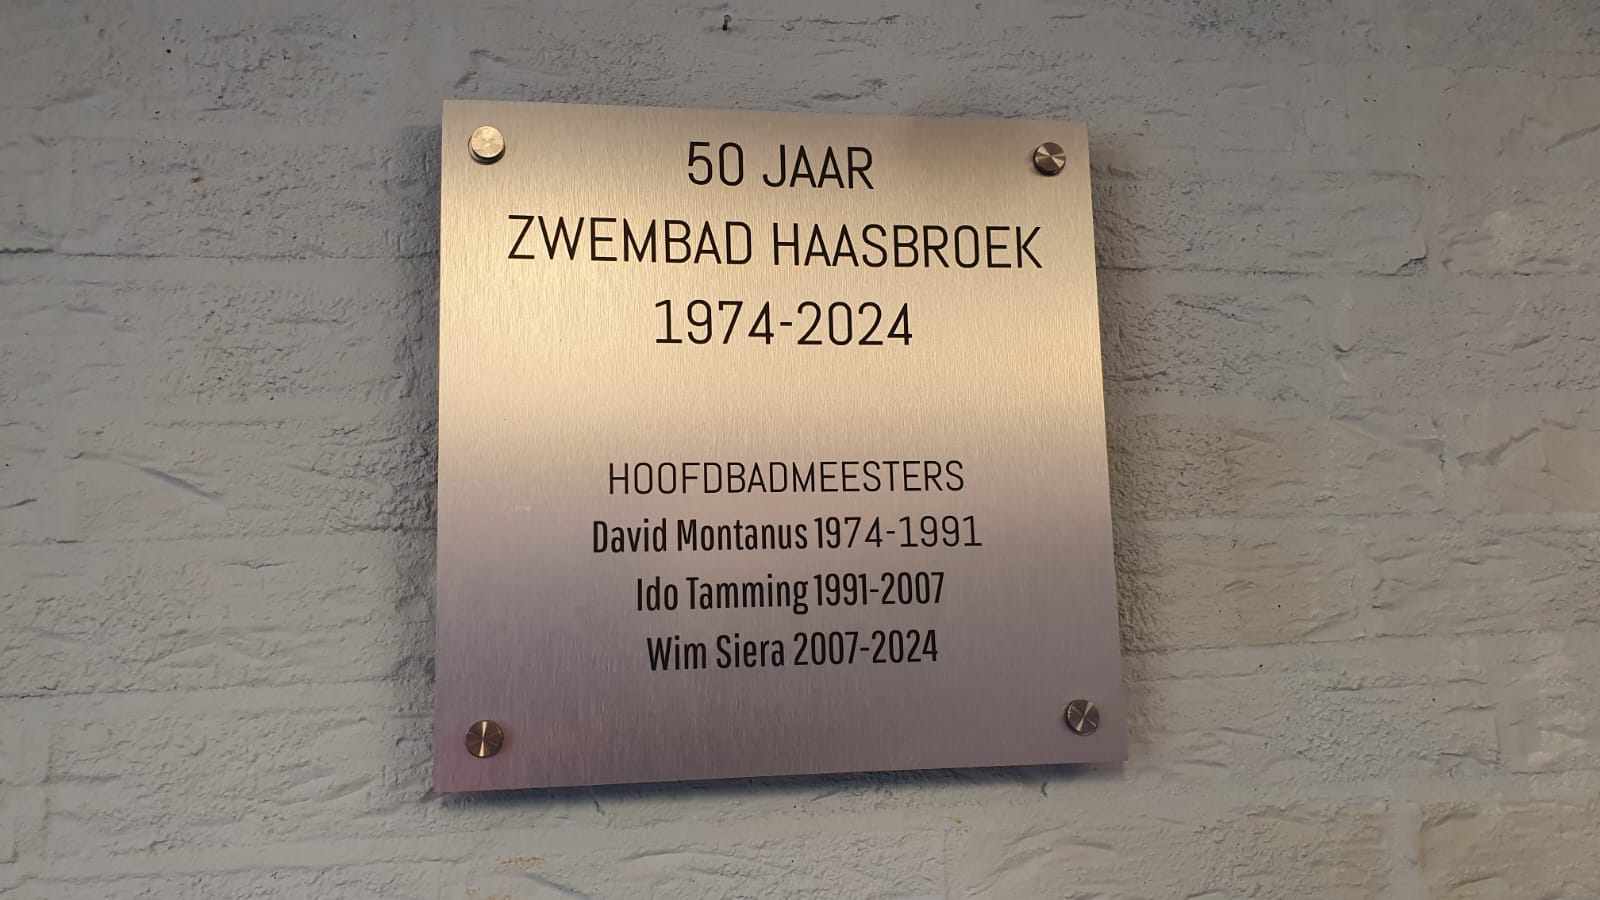 50 JAAR
ZWEMBAD HAASBROEK
1974-2024
HOOFDBADMEESTERS
David Montanus 1974-1991
Ido Tamming 1991-2007
Wim Siera 2007-2024